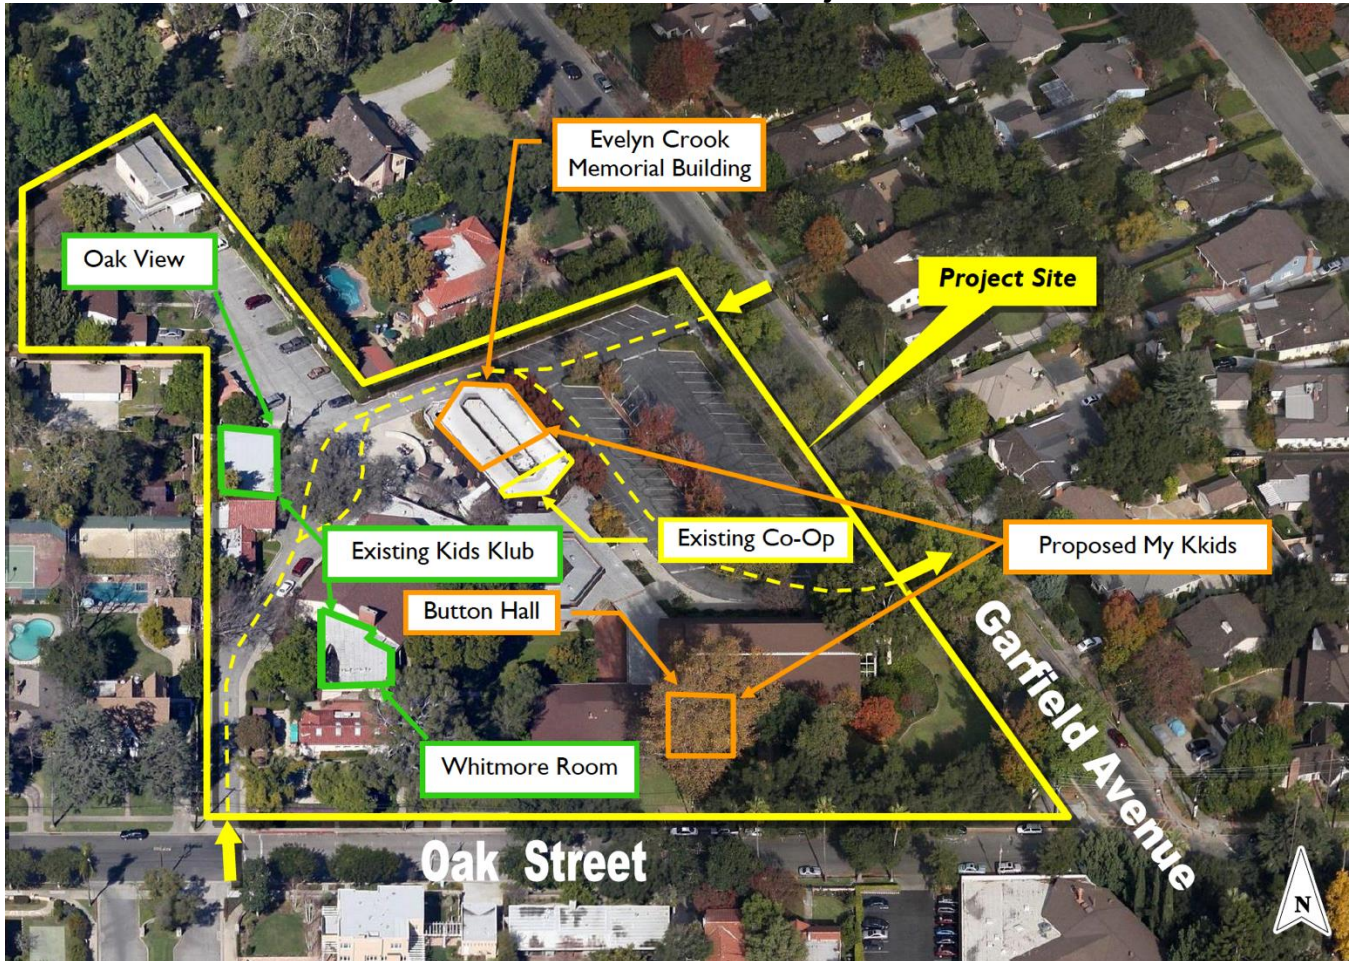 Evelyn Crook
Memorial Building
Oak View
Project Site
Existing Co-Op
Existing Kids Klub
Proposed My Kkids
Button Hall
Whitmore Room
Garfield Avenue
Oak Street
N